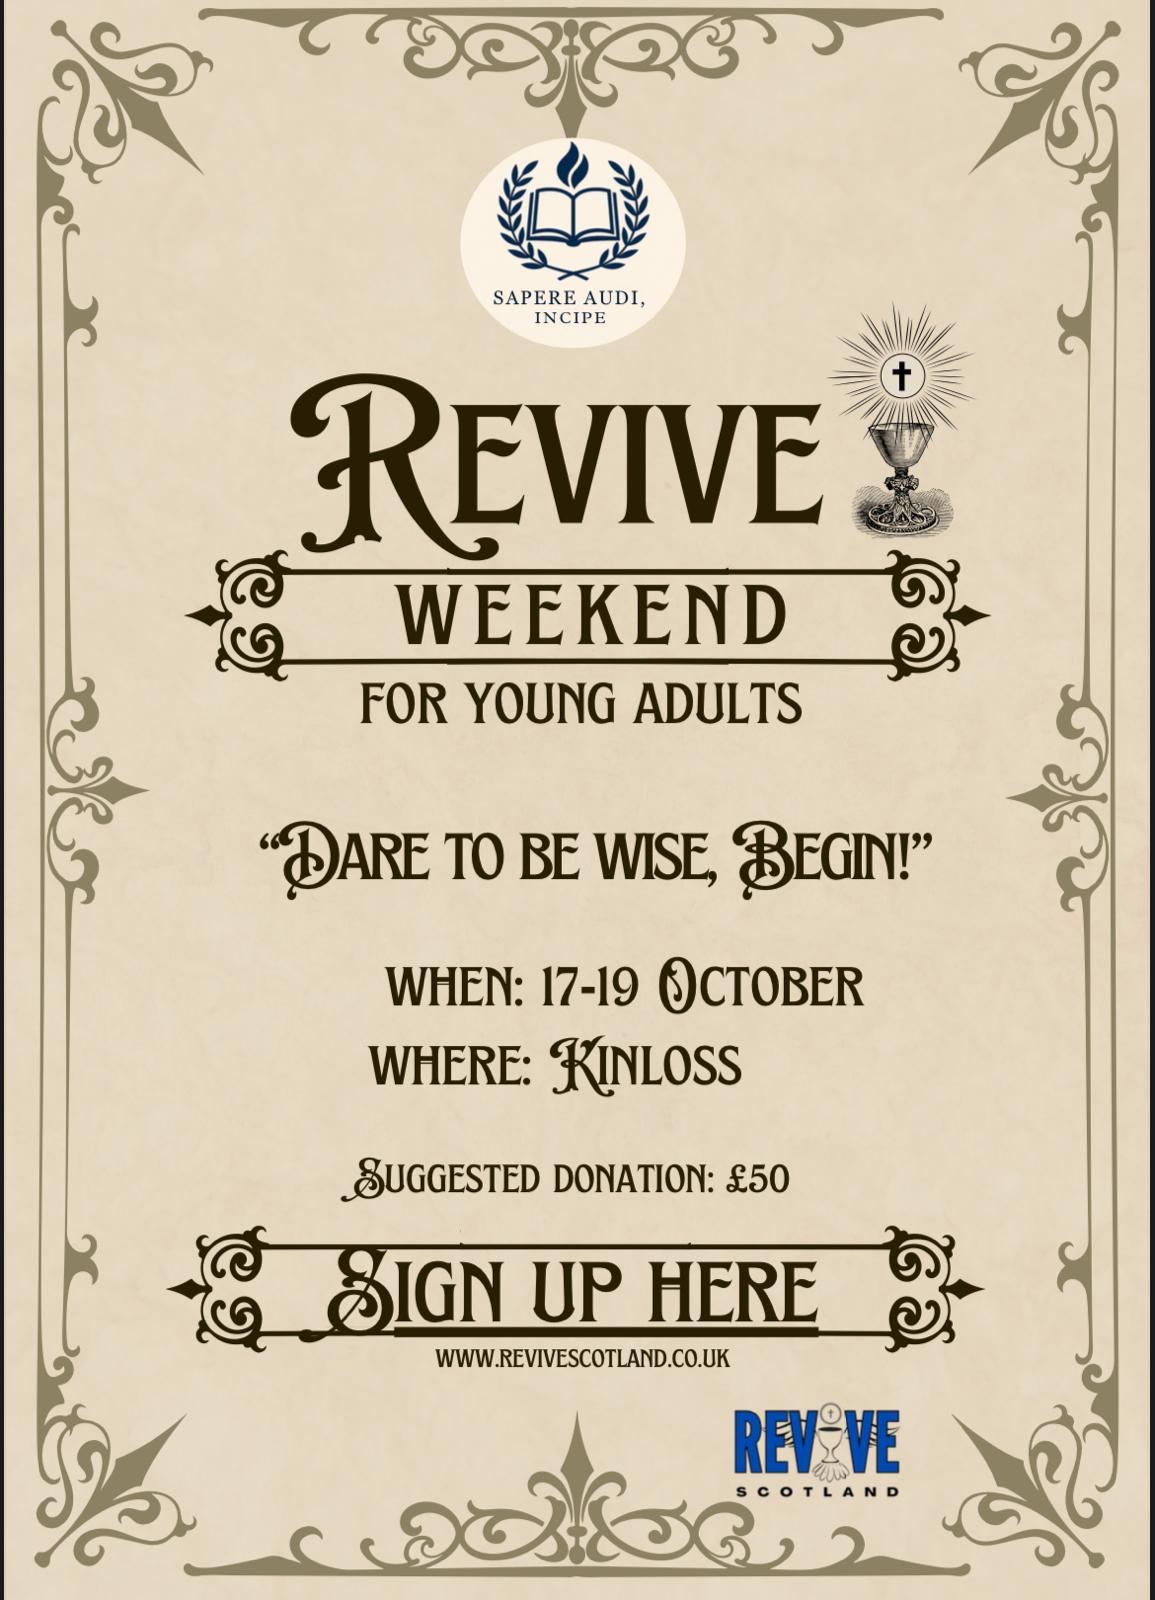 SAPERE AUDI,
INCIPE
REVIVE
WEEKEND
FOR YOUNG ADULTS
“DARE TO BE WISE, BEGIN!”
WHEN: 17-19 OCTOBER
WHERE: KINLOSS
SUGGESTED DONATION: £50
SIGN UP HERE
WWW.REVIVESCOTLAND.CO.UK
REVIVE
SCOTLAND